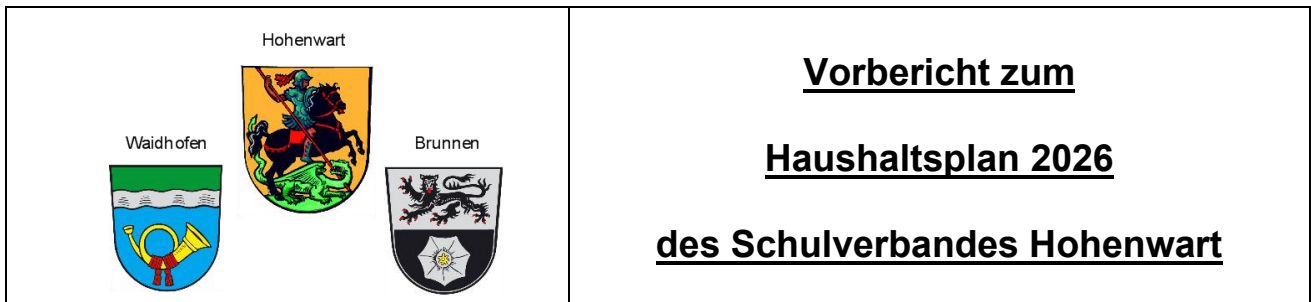 Hohenwart
Waidhofen
Brunnen
Vorbericht zum
Haushaltsplan 2026
des Schulverbandes Hohenwart